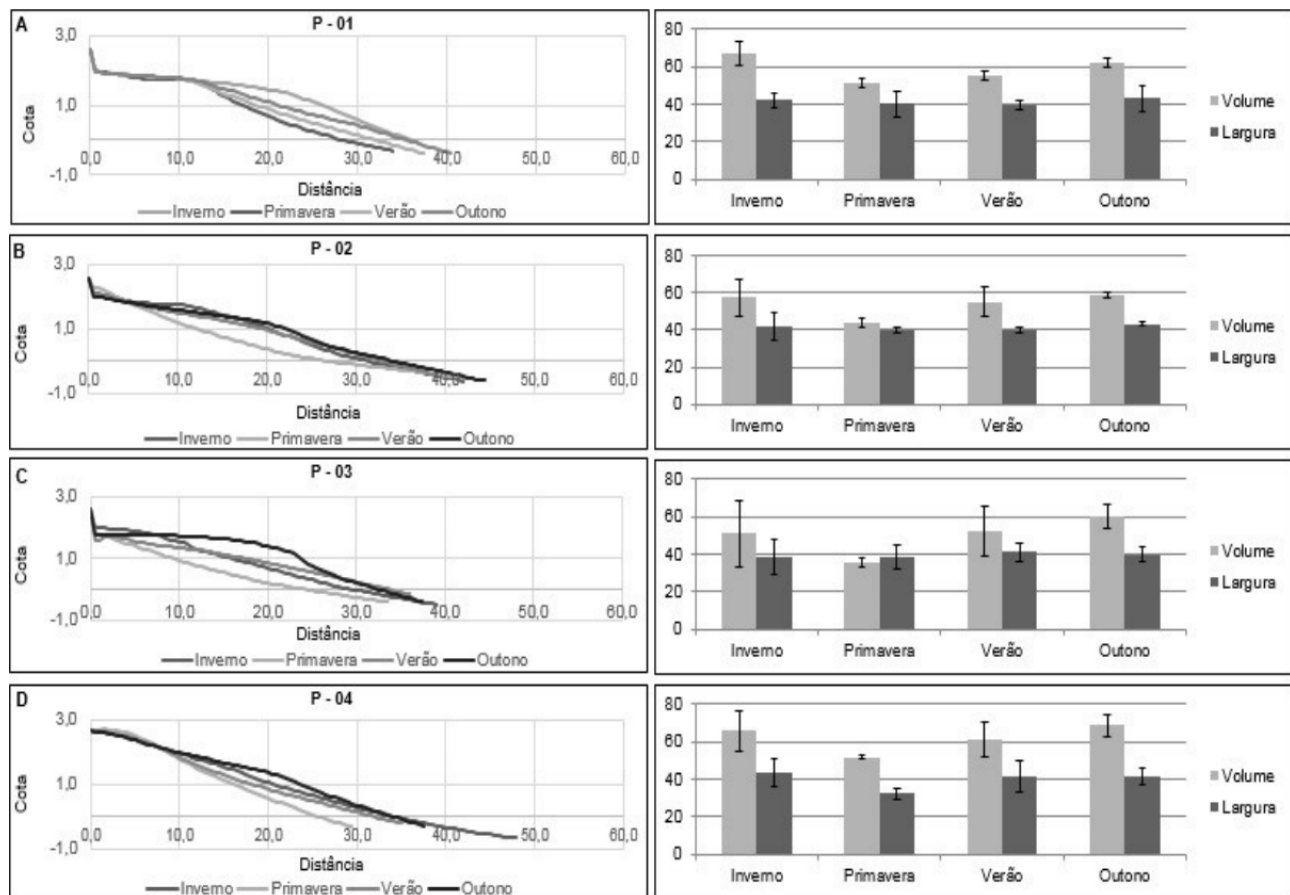 A
P - 01
3,0
1,0
-1,0
Cota
0,0 10,0 20,0 30,0 40,0 50,0 60,0
Distância
Inverno Primavera Verão Outono
80
60
40
20
0
Inverno Primavera Verão Outono
Volume
Largura
B
P - 02
3,0
1,0
-1,0
Cota
0,0 10,0 20,0 30,0 40,0 50,0 60,0
Distância
Inverno Primavera Verão Outono
80
60
40
20
0
Inverno Primavera Verão Outono
Volume
Largura
C
P - 03
3,0
1,0
-1,0
Cota
0,0 10,0 20,0 30,0 40,0 50,0 60,0
Distância
Inverno Primavera Verão Outono
80
60
40
20
0
Inverno Primavera Verão Outono
Volume
Largura
D
P - 04
3,0
1,0
-1,0
Cota
0,0 10,0 20,0 30,0 40,0 50,0 60,0
Distância
Inverno Primavera Verão Outono
80
60
40
20
0
Inverno Primavera Verão Outono
Volume
Largura